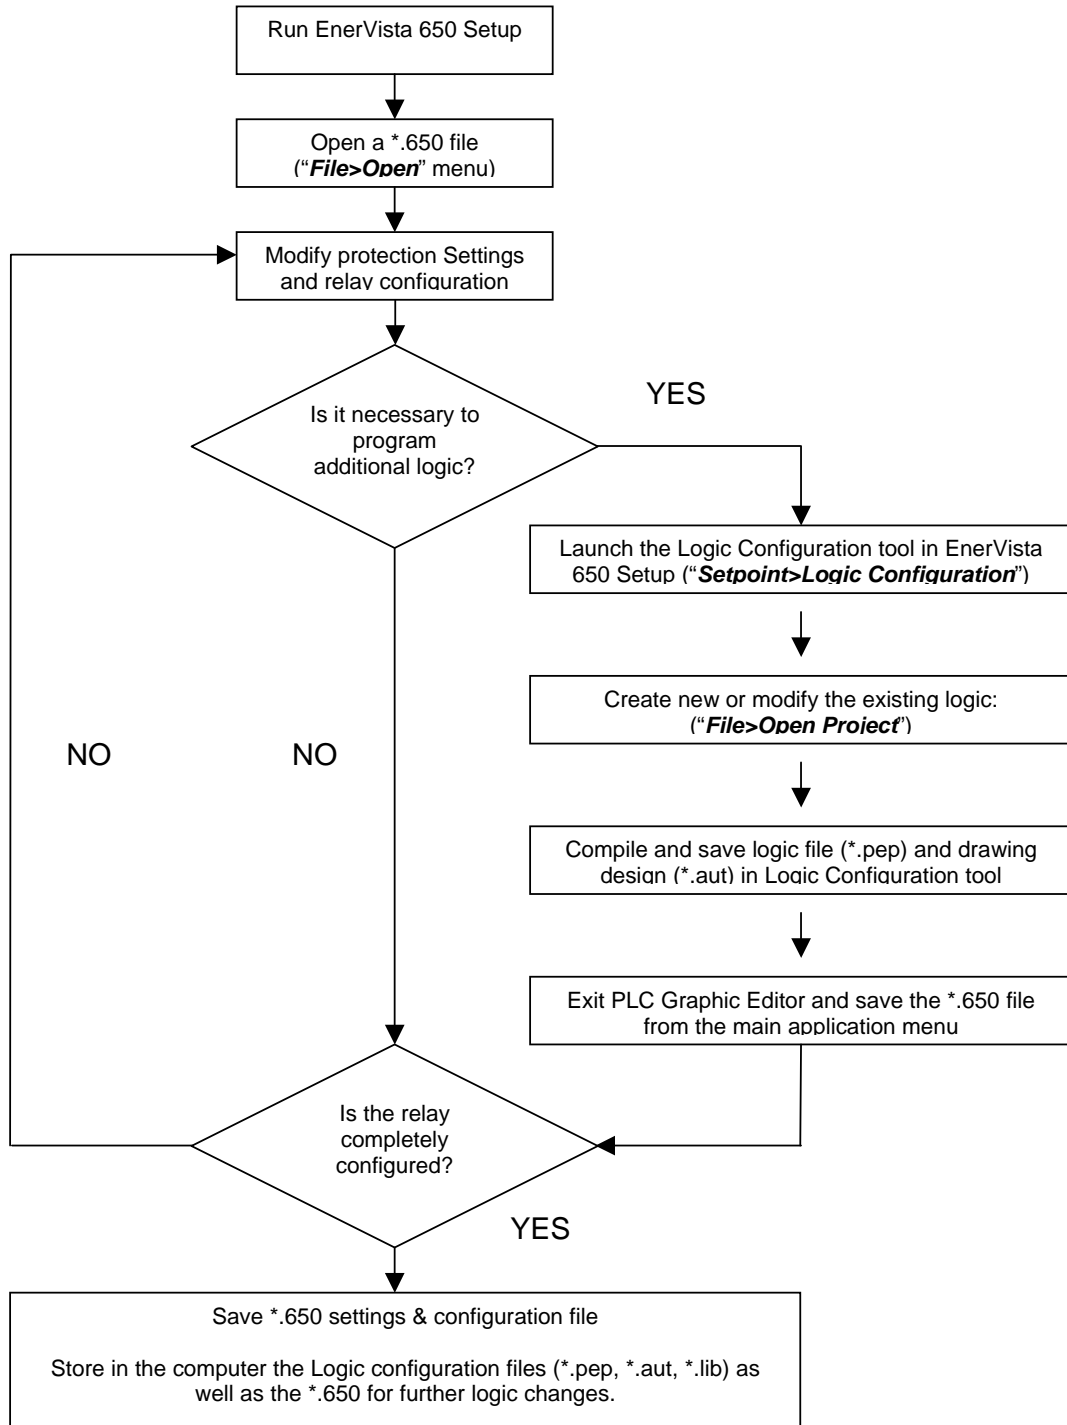 Run EnerVista 650 Setup
Open a *.650 file
(“File>Open” menu)
Modify protection Settings
and relay configuration
Is it necessary to
program
additional logic?
YES
Launch the Logic Configuration tool in EnerVista
650 Setup (“Setpoint>Logic Configuration”)
Create new or modify the existing logic:
(“File>Open Project”)
NO
NO
Compile and save logic file (*.pep) and drawing
design (*.aut) in Logic Configuration tool
Exit PLC Graphic Editor and save the *.650 file
from the main application menu
Is the relay
completely
configured?
YES
Save *.650 settings & configuration file
Store in the computer the Logic configuration files (*.pep, *.aut, *.lib) as
well as the *.650 for further logic changes.